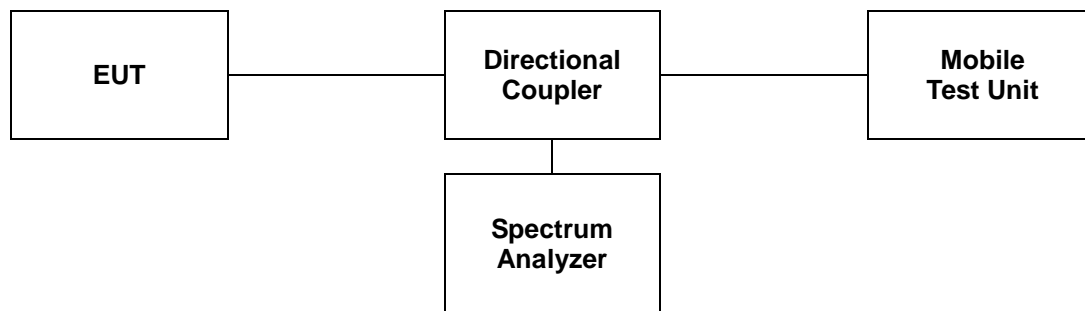 EUT
Directional
Coupler
Mobile
Test Unit
Spectrum
Analyzer